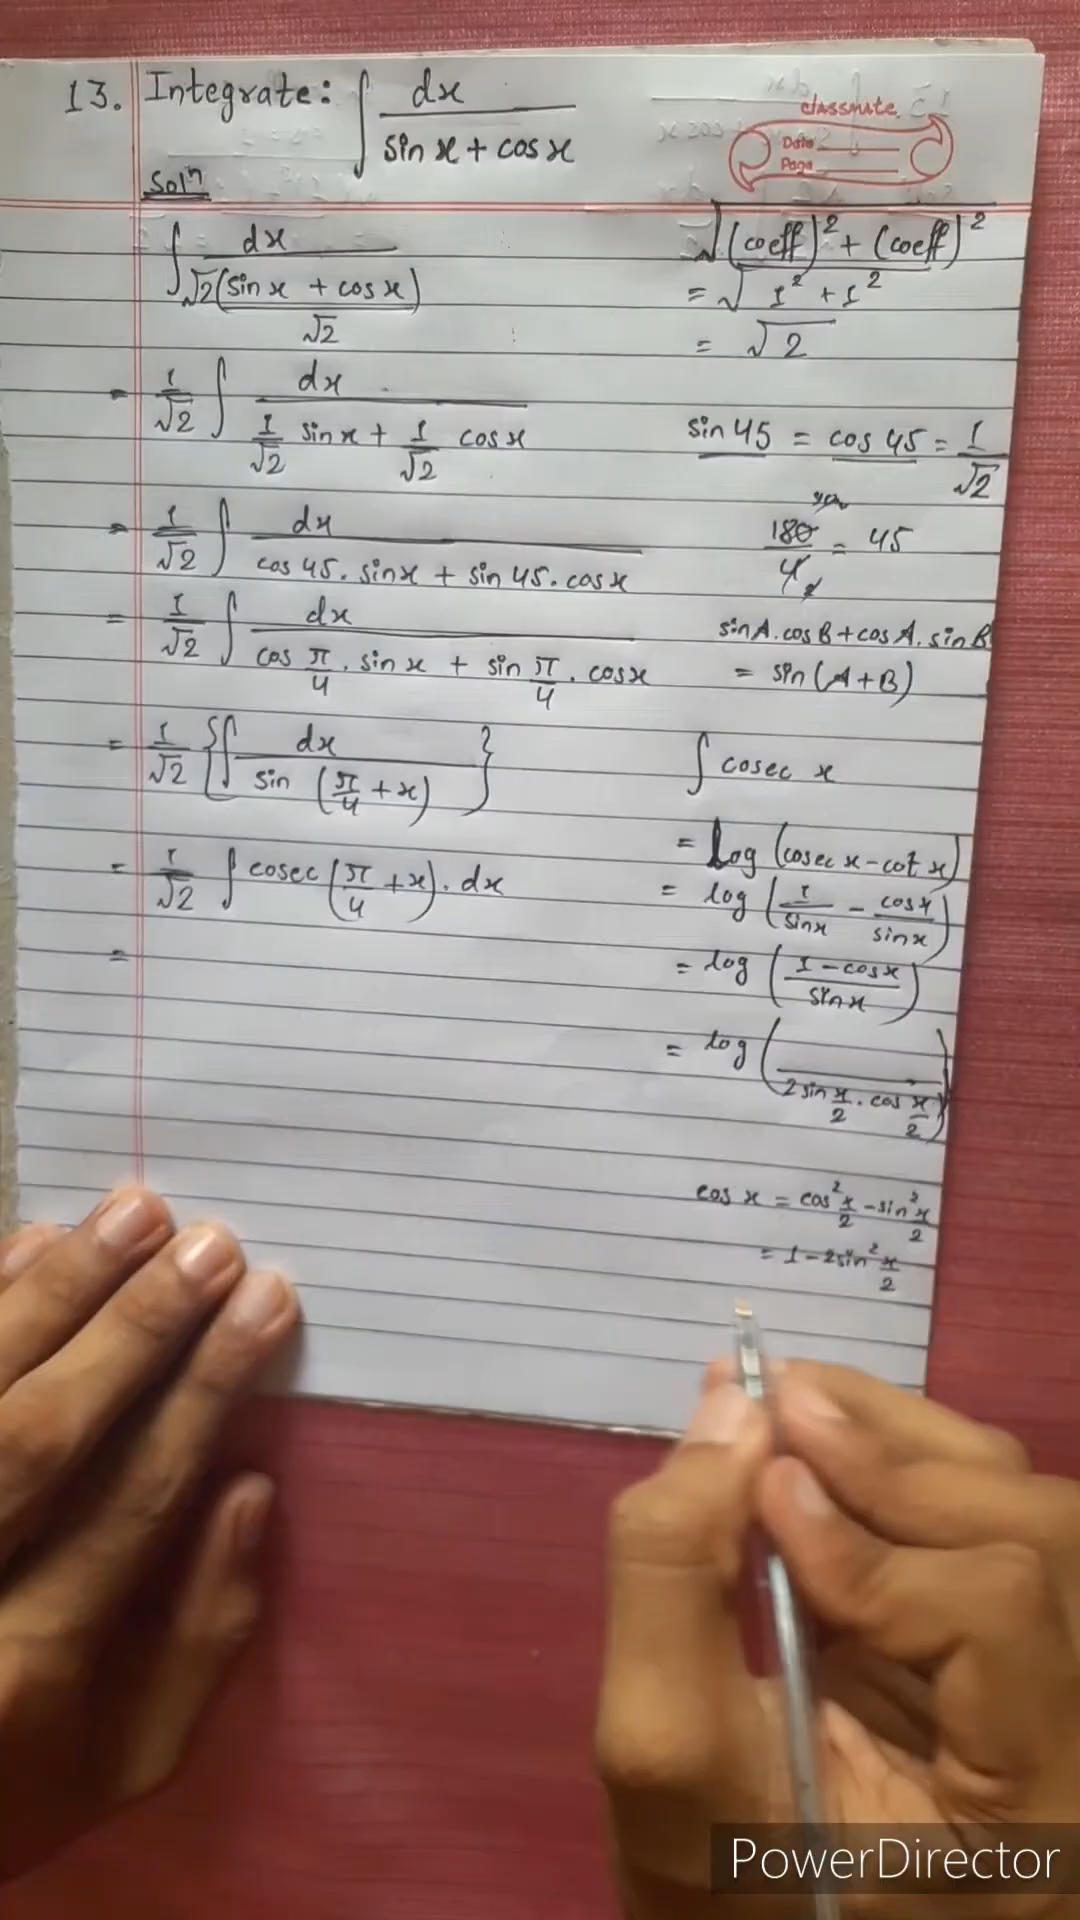 13. Integrate: ∫ dx / (sin x + cos x)
classmate
Date
Page
Solⁿ
∫ dx / (√2 (sin x + cos x) / √2)
= 1/√2 ∫ dx / (1/√2 sin x + 1/√2 cos x)
= 1/√2 ∫ dx / (cos 45. sin x + sin 45. cos x)
= 1/√2 ∫ dx / (cos π/4 . sin x + sin π/4 . cos x)
= 1/√2 {∫ dx / sin (π/4 + x)}
= 1/√2 ∫ cosec (π/4 + x). dx
=
√((coeff)² + (coeff)²)
= √(1² + 1²)
= √2
sin 45 = cos 45 = 1/√2
180/4 = 45
sin A. cos B + cos A. sin B
= sin (A + B)
∫ cosec x
= log (cosec x - cot x)
= log (1/sin x - cos x/sin x)
= log ((1 - cos x)/sin x)
= log ( / 2 sin x/2 . cos x/2)
cos x = cos² x/2 - sin² x/2
= 1 - 2 sin² x/2
PowerDirector